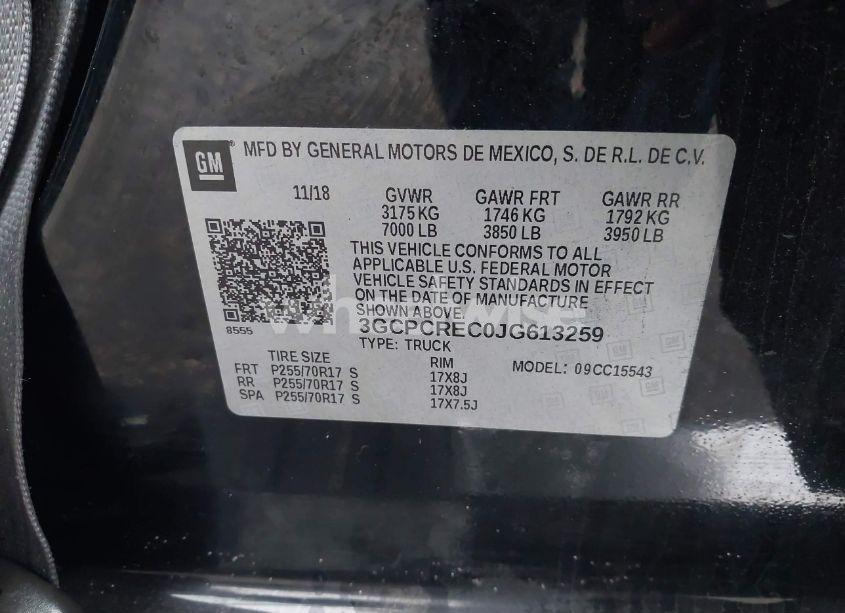 GM® MFD BY GENERAL MOTORS DE MEXICO, S. DE R.L. DE C.V.
11/18 GVWR GAWR FRT GAWR RR
3175 KG 1746 KG 1792 KG
7000 LB 3850 LB 3950 LB
THIS VEHICLE CONFORMS TO ALL
APPLICABLE U.S. FEDERAL MOTOR
VEHICLE SAFETY STANDARDS IN EFFECT
ON THE DATE OF MANUFACTURE
SHOWN ABOVE.
8555 3GCPCREC0JG613259
TYPE: TRUCK
TIRE SIZE RIM MODEL: 09CC15543
FRT P255/70R17 S 17X8J
RR P255/70R17 S 17X8J
SPA P255/70R17 S 17X7.5J